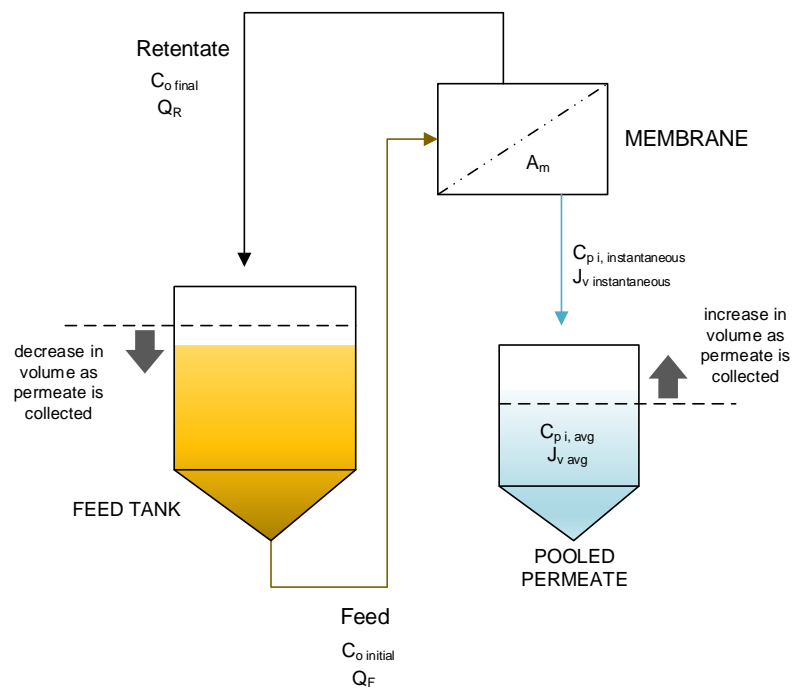 Retentate
C o final
Q R
MEMBRANE
A m
C p i, instantaneous
J v instantaneous
increase in
volume as
permeate is
collected
decrease in
volume as
permeate is
collected
C p i, avg
J v avg
FEED TANK
POOLED
PERMEATE
Feed
C o initial
Q F